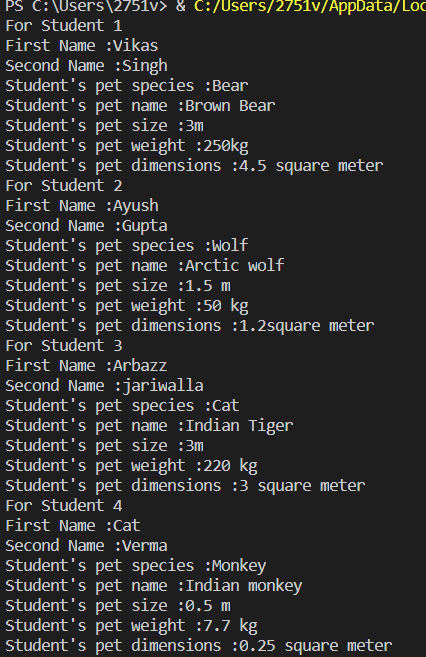 PS C:\Users\2751v> & C:/Users/2751v/AppData/Loc
For Student 1
First Name :Vikas
Second Name :Singh
Student's pet species :Bear
Student's pet name :Brown Bear
Student's pet size :3m
Student's pet weight :250kg
Student's pet dimensions :4.5 square meter
For Student 2
First Name :Ayush
Second Name :Gupta
Student's pet species :Wolf
Student's pet name :Arctic wolf
Student's pet size :1.5 m
Student's pet weight :50 kg
Student's pet dimensions :1.2square meter
For Student 3
First Name :Arbazz
Second Name :jariwalla
Student's pet species :Cat
Student's pet name :Indian Tiger
Student's pet size :3m
Student's pet weight :220 kg
Student's pet dimensions :3 square meter
For Student 4
First Name :Cat
Second Name :Verma
Student's pet species :Monkey
Student's pet name :Indian monkey
Student's pet size :0.5 m
Student's pet weight :7.7 kg
Student's pet dimensions :0.25 square meter